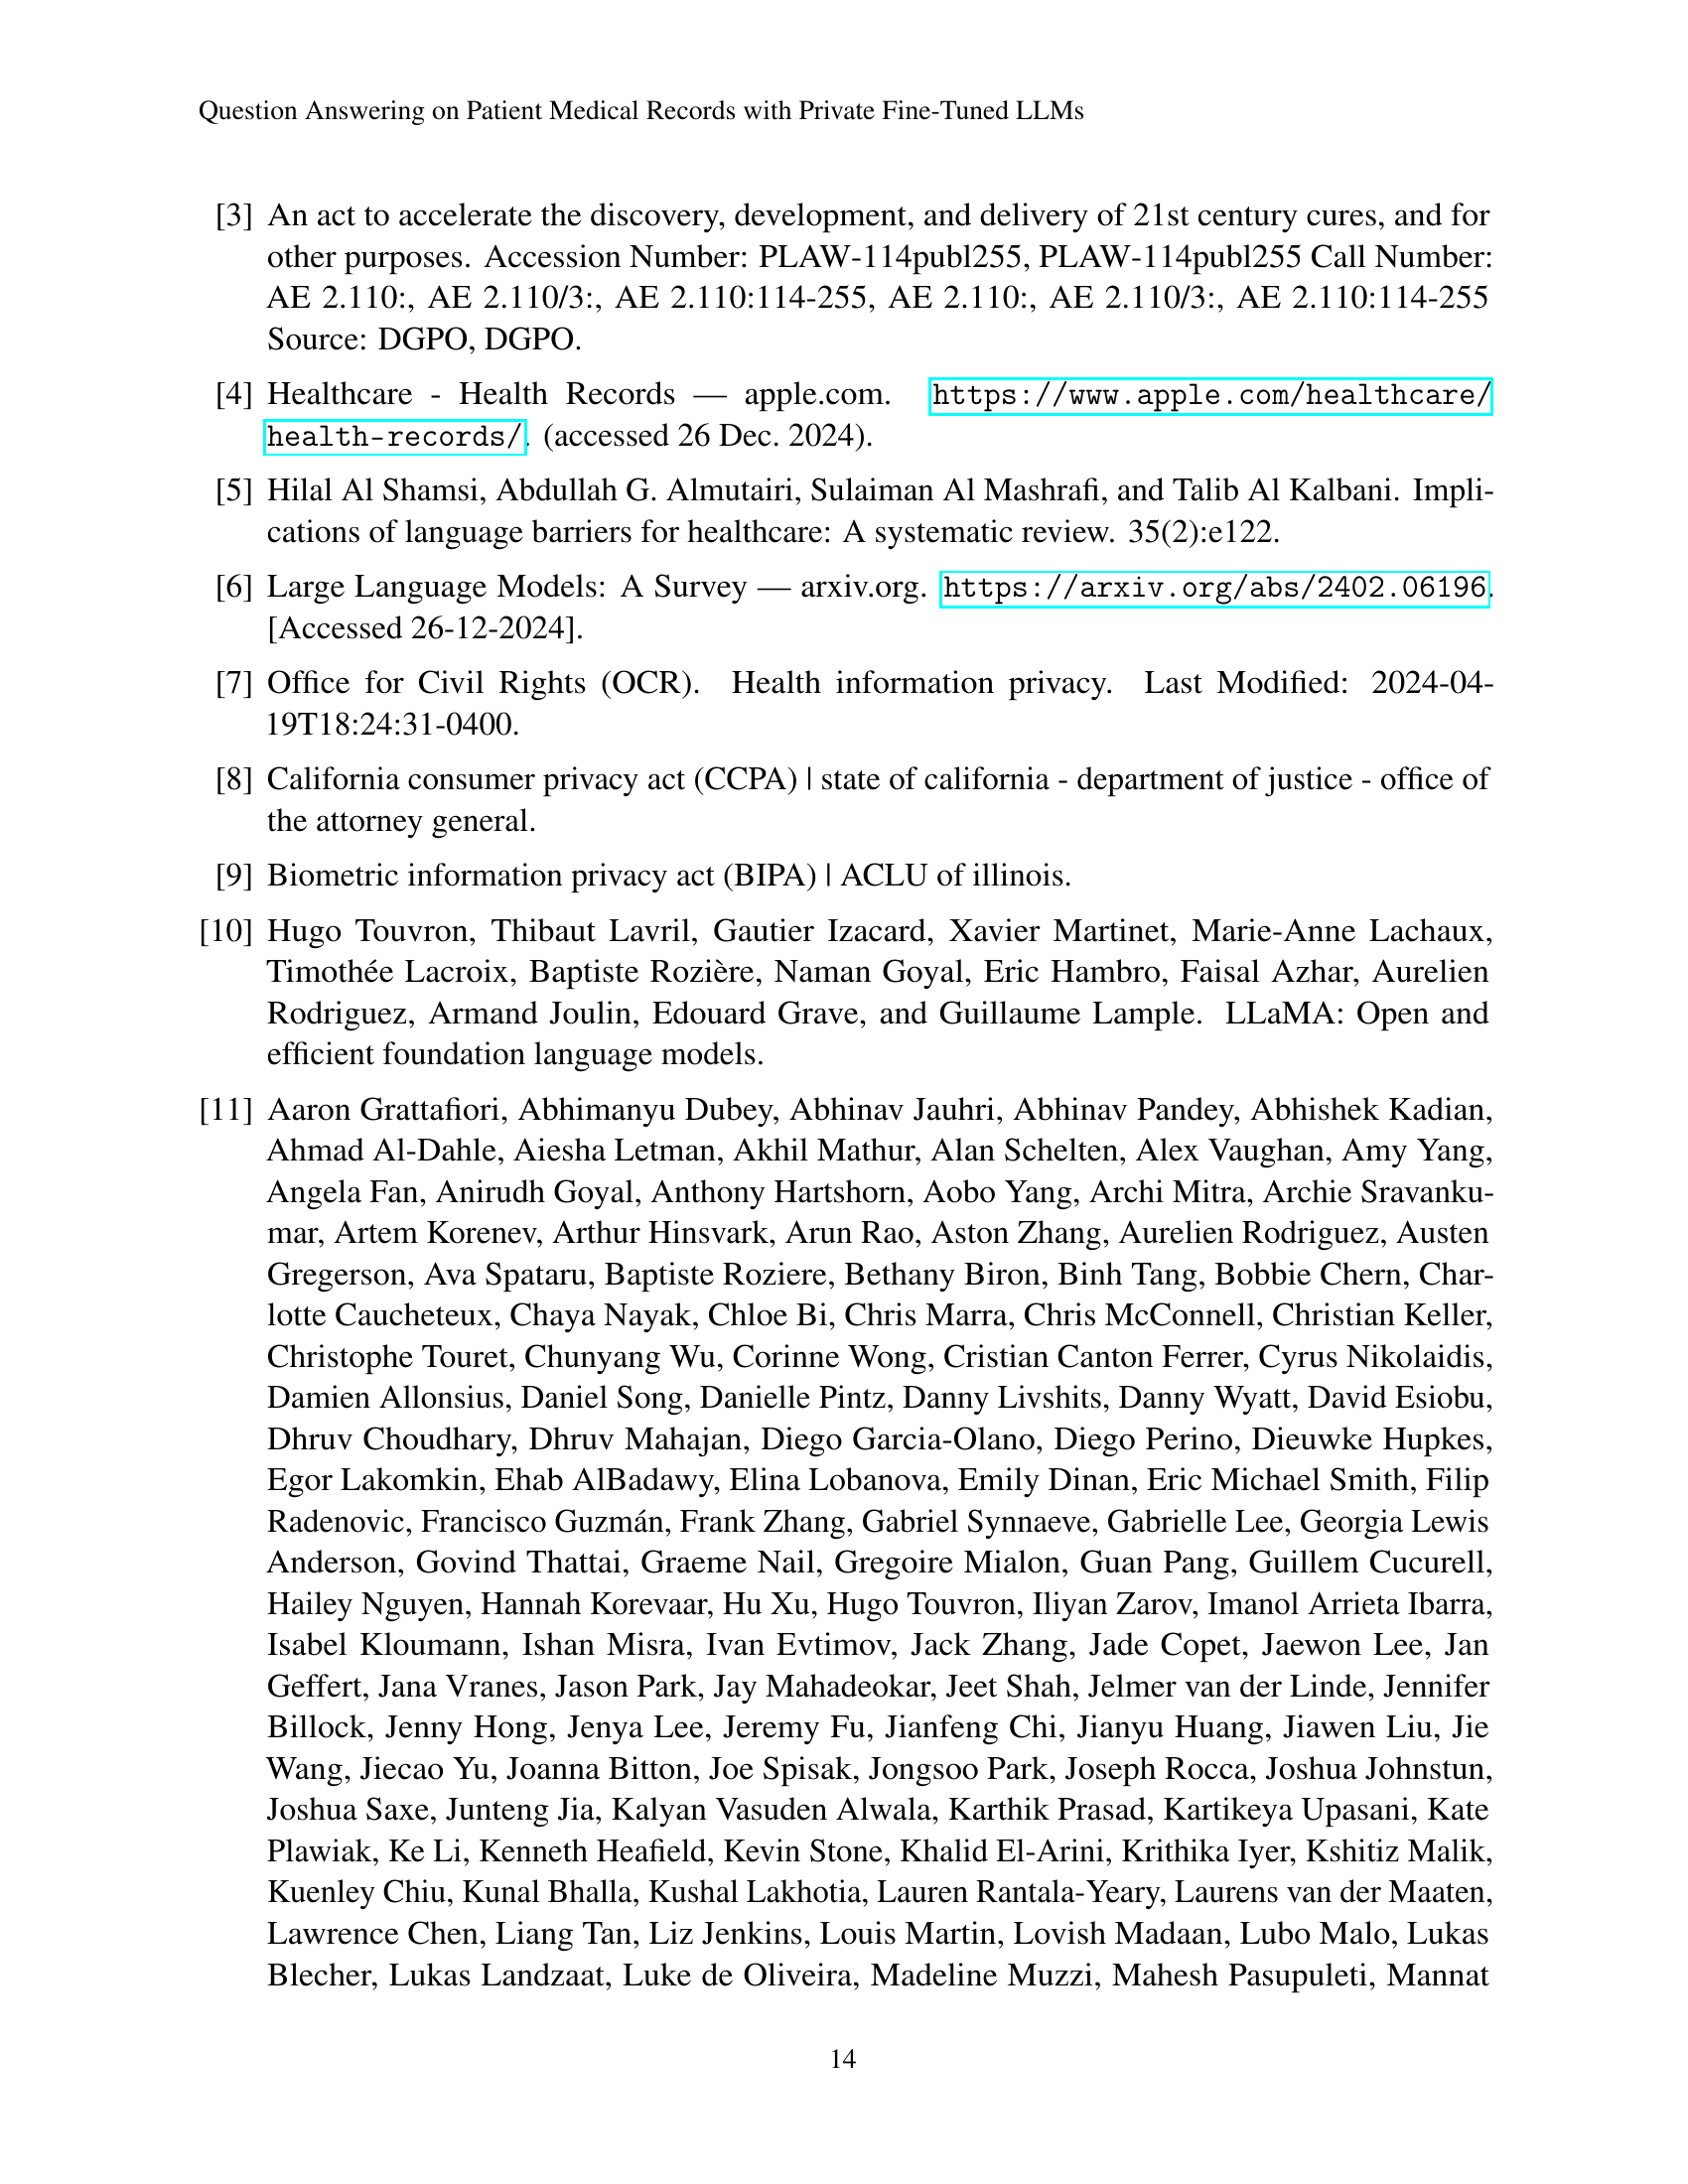 Question Answering on Patient Medical Records with Private Fine-Tuned LLMs
[3] An act to accelerate the discovery, development, and delivery of 21st century cures, and for
other purposes. Accession Number: PLAW-114publ255, PLAW-114publ255 Call Number:
AE 2.110:, AE 2.110/3:, AE 2.110:114-255, AE 2.110:, AE 2.110/3:, AE 2.110:114-255
Source: DGPO, DGPO.
[4] Healthcare - Health Records — apple.com. https://www.apple.com/healthcare/
health-records/. (accessed 26 Dec. 2024).
[5] Hilal Al Shamsi, Abdullah G. Almutairi, Sulaiman Al Mashrafi, and Talib Al Kalbani. Impli-
cations of language barriers for healthcare: A systematic review. 35(2):e122.
[6] Large Language Models: A Survey — arxiv.org. https://arxiv.org/abs/2402.06196.
[Accessed 26-12-2024].
[7] Office for Civil Rights (OCR). Health information privacy. Last Modified: 2024-04-
19T18:24:31-0400.
[8] California consumer privacy act (CCPA) | state of california - department of justice - office of
the attorney general.
[9] Biometric information privacy act (BIPA) | ACLU of illinois.
[10] Hugo Touvron, Thibaut Lavril, Gautier Izacard, Xavier Martinet, Marie-Anne Lachaux,
Timothée Lacroix, Baptiste Rozière, Naman Goyal, Eric Hambro, Faisal Azhar, Aurelien
Rodriguez, Armand Joulin, Edouard Grave, and Guillaume Lample. LLaMA: Open and
efficient foundation language models.
[11] Aaron Grattafiori, Abhimanyu Dubey, Abhinav Jauhri, Abhinav Pandey, Abhishek Kadian,
Ahmad Al-Dahle, Aiesha Letman, Akhil Mathur, Alan Schelten, Alex Vaughan, Amy Yang,
Angela Fan, Anirudh Goyal, Anthony Hartshorn, Aobo Yang, Archi Mitra, Archie Sravanku-
mar, Artem Korenev, Arthur Hinsvark, Arun Rao, Aston Zhang, Aurelien Rodriguez, Austen
Gregerson, Ava Spataru, Baptiste Roziere, Bethany Biron, Binh Tang, Bobbie Chern, Char-
lotte Caucheteux, Chaya Nayak, Chloe Bi, Chris Marra, Chris McConnell, Christian Keller,
Christophe Touret, Chunyang Wu, Corinne Wong, Cristian Canton Ferrer, Cyrus Nikolaidis,
Damien Allonsius, Daniel Song, Danielle Pintz, Danny Livshits, Danny Wyatt, David Esiobu,
Dhruv Choudhary, Dhruv Mahajan, Diego Garcia-Olano, Diego Perino, Dieuwke Hupkes,
Egor Lakomkin, Ehab AlBadawy, Elina Lobanova, Emily Dinan, Eric Michael Smith, Filip
Radenovic, Francisco Guzmán, Frank Zhang, Gabriel Synnaeve, Gabrielle Lee, Georgia Lewis
Anderson, Govind Thattai, Graeme Nail, Gregoire Mialon, Guan Pang, Guillem Cucurell,
Hailey Nguyen, Hannah Korevaar, Hu Xu, Hugo Touvron, Iliyan Zarov, Imanol Arrieta Ibarra,
Isabel Kloumann, Ishan Misra, Ivan Evtimov, Jack Zhang, Jade Copet, Jaewon Lee, Jan
Geffert, Jana Vranes, Jason Park, Jay Mahadeokar, Jeet Shah, Jelmer van der Linde, Jennifer
Billock, Jenny Hong, Jenya Lee, Jeremy Fu, Jianfeng Chi, Jianyu Huang, Jiawen Liu, Jie
Wang, Jiecao Yu, Joanna Bitton, Joe Spisak, Jongsoo Park, Joseph Rocca, Joshua Johnstun,
Joshua Saxe, Junteng Jia, Kalyan Vasuden Alwala, Karthik Prasad, Kartikeya Upasani, Kate
Plawiak, Ke Li, Kenneth Heafield, Kevin Stone, Khalid El-Arini, Krithika Iyer, Kshitiz Malik,
Kuenley Chiu, Kunal Bhalla, Kushal Lakhotia, Lauren Rantala-Yeary, Laurens van der Maaten,
Lawrence Chen, Liang Tan, Liz Jenkins, Louis Martin, Lovish Madaan, Lubo Malo, Lukas
Blecher, Lukas Landzaat, Luke de Oliveira, Madeline Muzzi, Mahesh Pasupuleti, Mannat
14